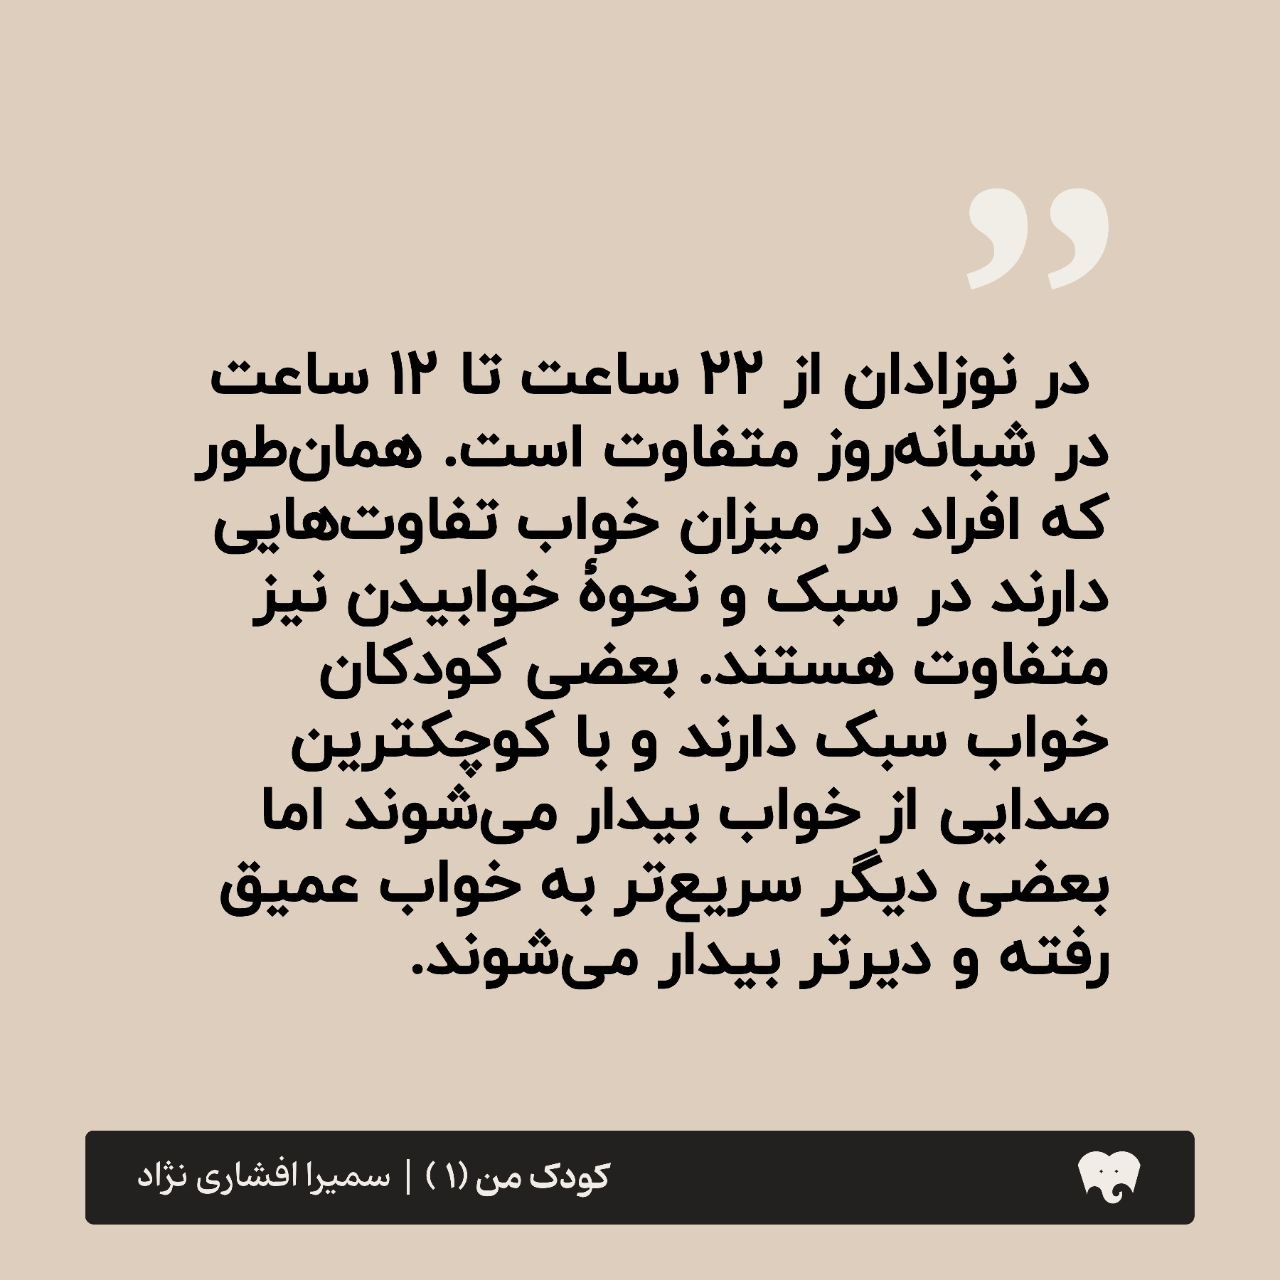 ”
در نوزادان از ۲۲ ساعت تا ۱۲ ساعت
در شبانه‌روز متفاوت است. همان‌طور
که افراد در میزان خواب تفاوت‌هایی
دارند در سبک و نحوهٔ خوابیدن نیز
متفاوت هستند. بعضی کودکان
خواب سبک دارند و با کوچکترین
صدایی از خواب بیدار می‌شوند اما
بعضی دیگر سریع‌تر به خواب عمیق
رفته و دیرتر بیدار می‌شوند.
کودک من (۱ ) | سمیرا افشاری نژاد